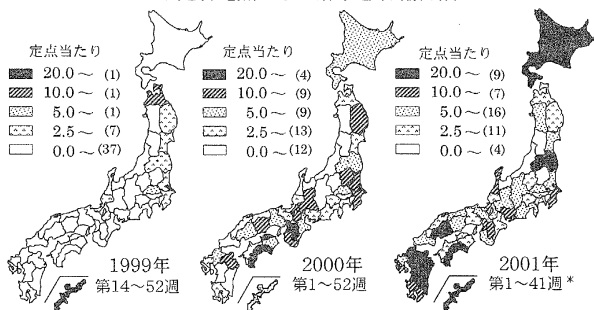 定点当たり
20.0～ (1)
10.0～ (1)
5.0～ (1)
2.5～ (7)
0.0～ (37)
1999年
第14～52週
定点当たり
20.0～ (4)
10.0～ (9)
5.0～ (9)
2.5～ (13)
0.0～ (12)
2000年
第1～52週
定点当たり
20.0～ (9)
10.0～ (7)
5.0～ (16)
2.5～ (11)
0.0～ (4)
2001年
第1～41週*